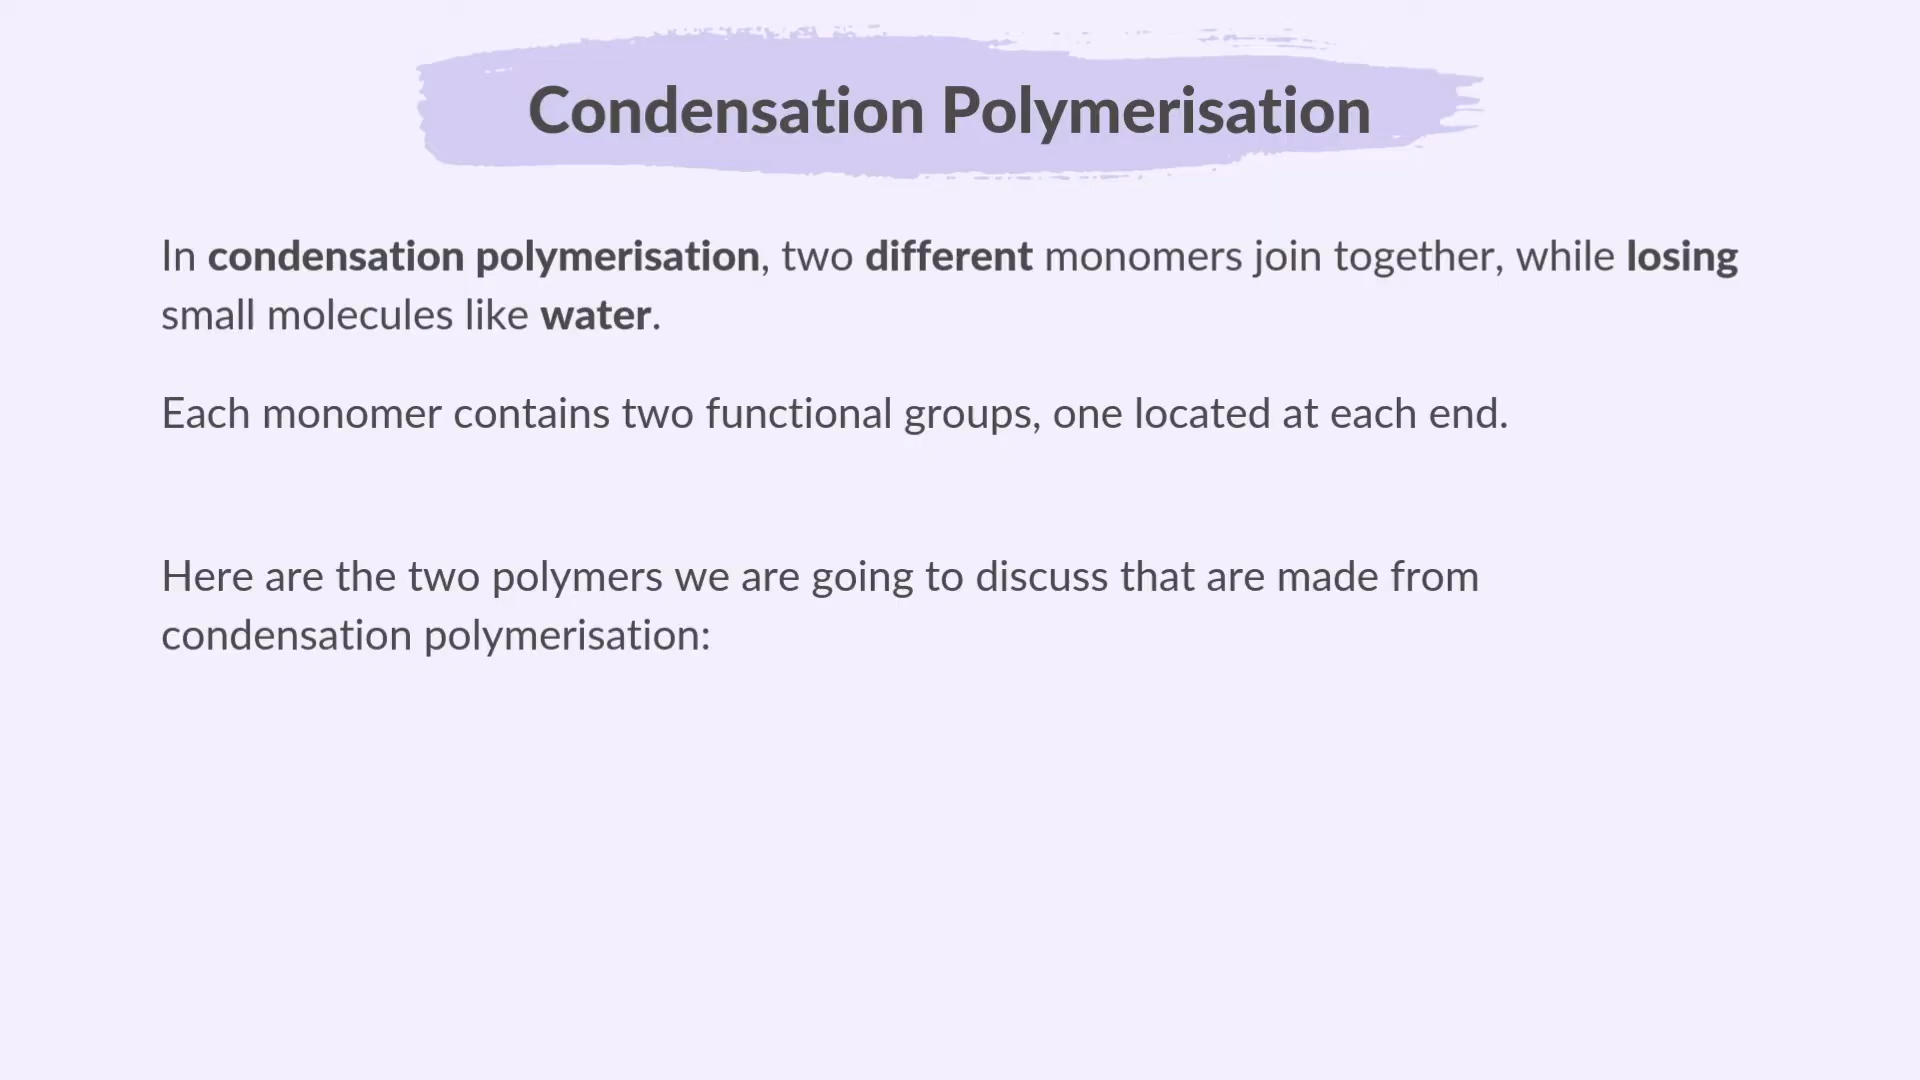 Condensation Polymerisation
In condensation polymerisation, two different monomers join together, while losing
small molecules like water.
Each monomer contains two functional groups, one located at each end.
Here are the two polymers we are going to discuss that are made from
condensation polymerisation: